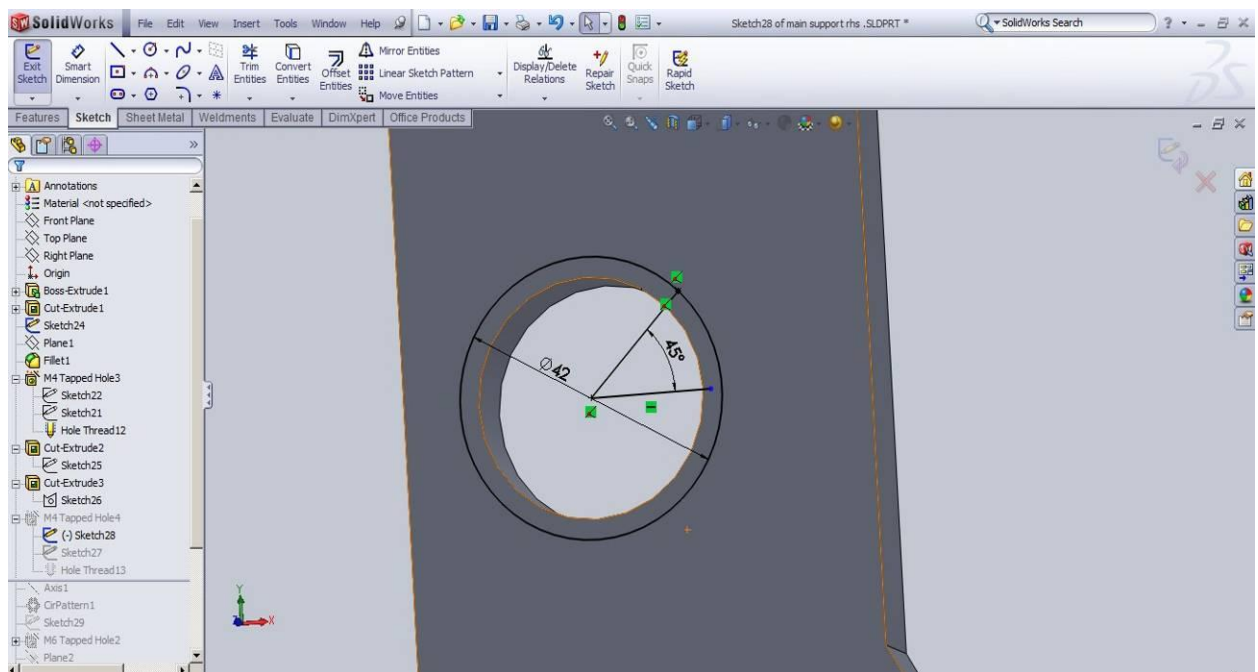 SolidWorks File Edit View Insert Tools Window Help Sketch28 of main support rhs .SLDPRT * SolidWorks Search ?
Exit Sketch
Smart Dimension
Trim Entities
Convert Entities
Offset Entities
Mirror Entities
Linear Sketch Pattern
Move Entities
Display/Delete Relations
Repair Sketch
Quick Snaps
Rapid Sketch
Features Sketch Sheet Metal Weldments Evaluate DimXpert Office Products
Annotations
Material <not specified>
Front Plane
Top Plane
Right Plane
Origin
Boss-Extrude1
Cut-Extrude1
Sketch24
Plane1
Fillet1
M4 Tapped Hole3
Sketch22
Sketch21
Hole Thread12
Cut-Extrude2
Sketch25
Cut-Extrude3
Sketch26
M4 Tapped Hole4
(-) Sketch28
Sketch27
Hole Thread13
Axis1
CirPattern1
Sketch29
M6 Tapped Hole2
Plane2
45°
Ø42
Y
X